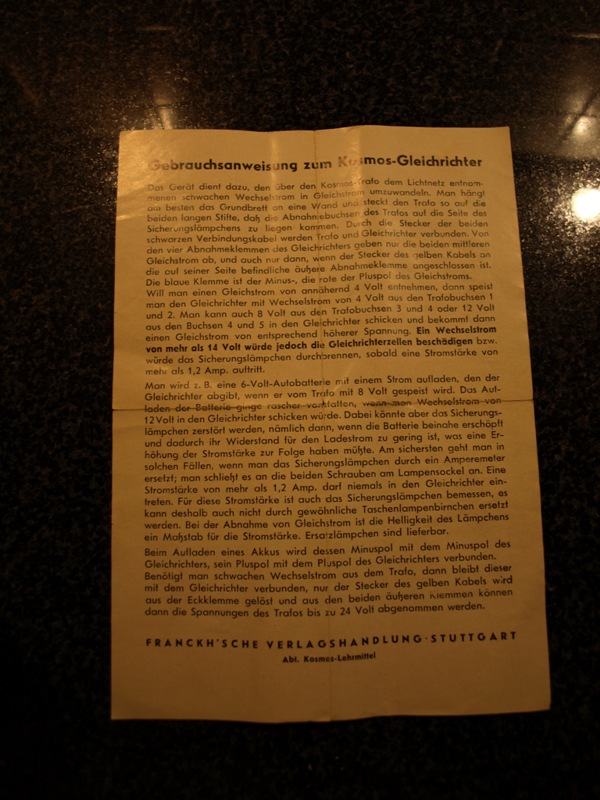 Gebrauchsanweisung zum Kosmos-Gleichrichter
Das Gerät dient dazu, den über den Kosmos-Trafo dem Lichtnetz entnom-
menen schwachen Wechselstrom in Gleichstrom umzuwandeln. Man hängt
am besten das Grundbrett an eine Wand und steckt den Trafo so auf die
beiden langen Stifte, daß die Abnahmebuchsen des Trafos auf die Seite des
Sicherungslämpchens zu liegen kommen. Durch die Stecker der beiden
schwarzen Verbindungskabel werden Trafo und Gleichrichter verbunden. Von
den vier Abnahmeklemmen des Gleichrichters geben nur die beiden mittleren
Gleichstrom ab, und auch nur dann, wenn der Stecker des gelben Kabels an
die auf seiner Seite befindliche äußere Abnahmeklemme angeschlossen ist.
Die blaue Klemme ist der Minus-, die rote der Pluspol des Gleichstroms.
Will man einen Gleichstrom von annähernd 4 Volt entnehmen, dann speist
man den Gleichrichter mit Wechselstrom von 4 Volt aus den Trafobuchsen 1
und 2. Man kann auch 8 Volt aus den Trafobuchsen 3 und 4 oder 12 Volt
aus den Buchsen 4 und 5 in den Gleichrichter schicken und bekommt dann
einen Gleichstrom von entsprechend höherer Spannung. Ein Wechselstrom
von mehr als 14 Volt würde jedoch die Gleichrichterzellen beschädigen bzw.
würde das Sicherungslämpchen durchbrennen, sobald eine Stromstärke von
mehr als 1,2 Amp. auftritt.
Man wird z. B. eine 6-Volt-Autobatterie mit einem Strom aufladen, den der
Gleichrichter abgibt, wenn er vom Trafo mit 8 Volt gespeist wird. Das Auf-
laden der Batterie ginge rascher vonstatten, wenn man Wechselstrom von
12 Volt in den Gleichrichter schicken würde. Dabei könnte aber das Sicherungs-
lämpchen zerstört werden, nämlich dann, wenn die Batterie beinahe erschöpft
und dadurch ihr Widerstand für den Ladestrom zu gering ist, was eine Er-
höhung der Stromstärke zur Folge haben müßte. Am sichersten geht man in
solchen Fällen, wenn man das Sicherungslämpchen durch ein Amperemeter
ersetzt; man schließt es an die beiden Schrauben am Lampensockel an. Eine
Stromstärke von mehr als 1,2 Amp. darf niemals in den Gleichrichter ein-
treten. Für diese Stromstärke ist auch das Sicherungslämpchen bemessen, es
kann deshalb auch nicht durch gewöhnliche Taschenlampenbirnchen ersetzt
werden. Bei der Abnahme von Gleichstrom ist die Helligkeit des Lämpchens
ein Maßstab für die Stromstärke. Ersatzlämpchen sind lieferbar.
Beim Aufladen eines Akkus wird dessen Minuspol mit dem Minuspol des
Gleichrichters, sein Pluspol mit dem Pluspol des Gleichrichters verbunden.
Benötigt man schwachen Wechselstrom aus dem Trafo, dann bleibt dieser
mit dem Gleichrichter verbunden, nur der Stecker des gelben Kabels wird
aus der Eckklemme gelöst und aus den beiden äußeren Klemmen können
dann die Spannungen des Trafos bis zu 24 Volt abgenommen werden.
FRANCKH'SCHE VERLAGSHANDLUNG·STUTTGART
Abt. Kosmos-Lehrmittel